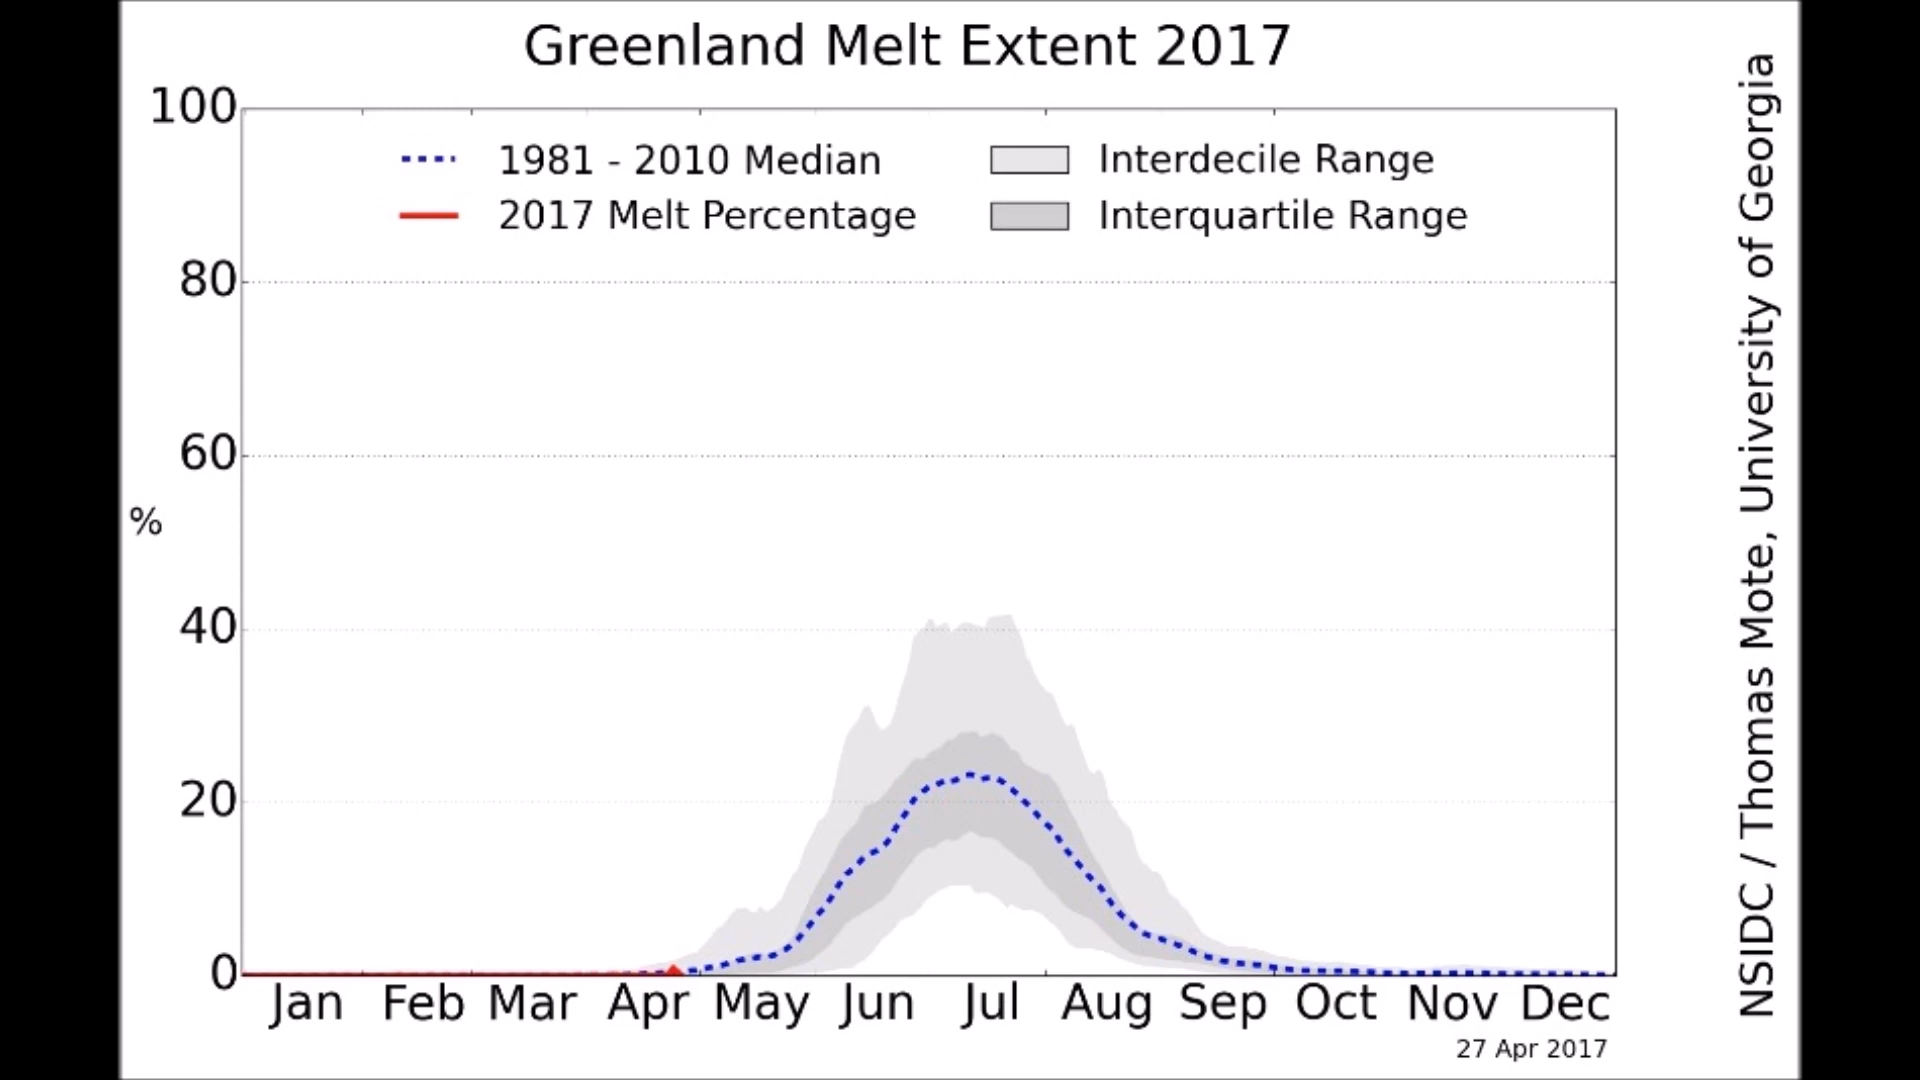 Greenland Melt Extent 2017
100
1981 - 2010 Median
Interdecile Range
2017 Melt Percentage
Interquartile Range
80
60
%
40
20
0
Jan Feb Mar Apr May Jun Jul Aug Sep Oct Nov Dec
27 Apr 2017
NSIDC / Thomas Mote, University of Georgia